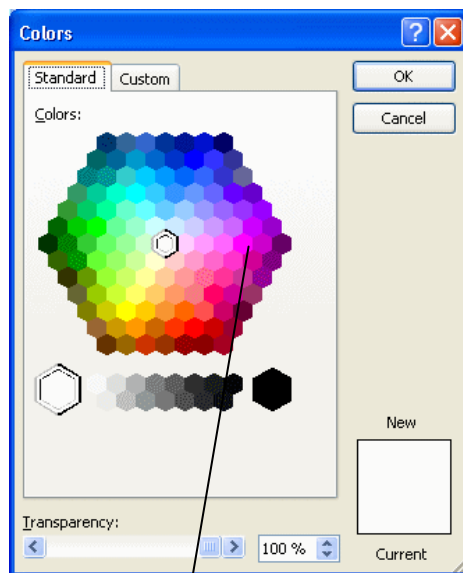 Colors
Standard Custom
OK
Cancel
Colors:
New
Transparency:
100 %
Current